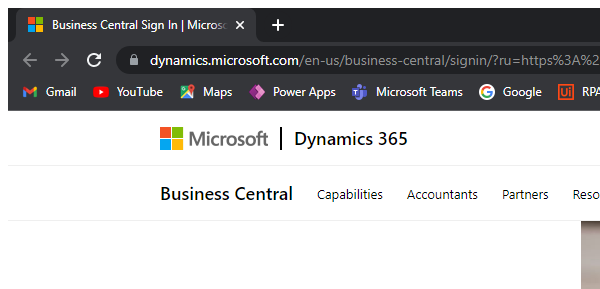 Business Central Sign In | Micros
dynamics.microsoft.com/en-us/business-central/signin/?ru=https%3A%2
Gmail YouTube Maps Power Apps Microsoft Teams Google RPA
Microsoft | Dynamics 365
Business Central Capabilities Accountants Partners Reso